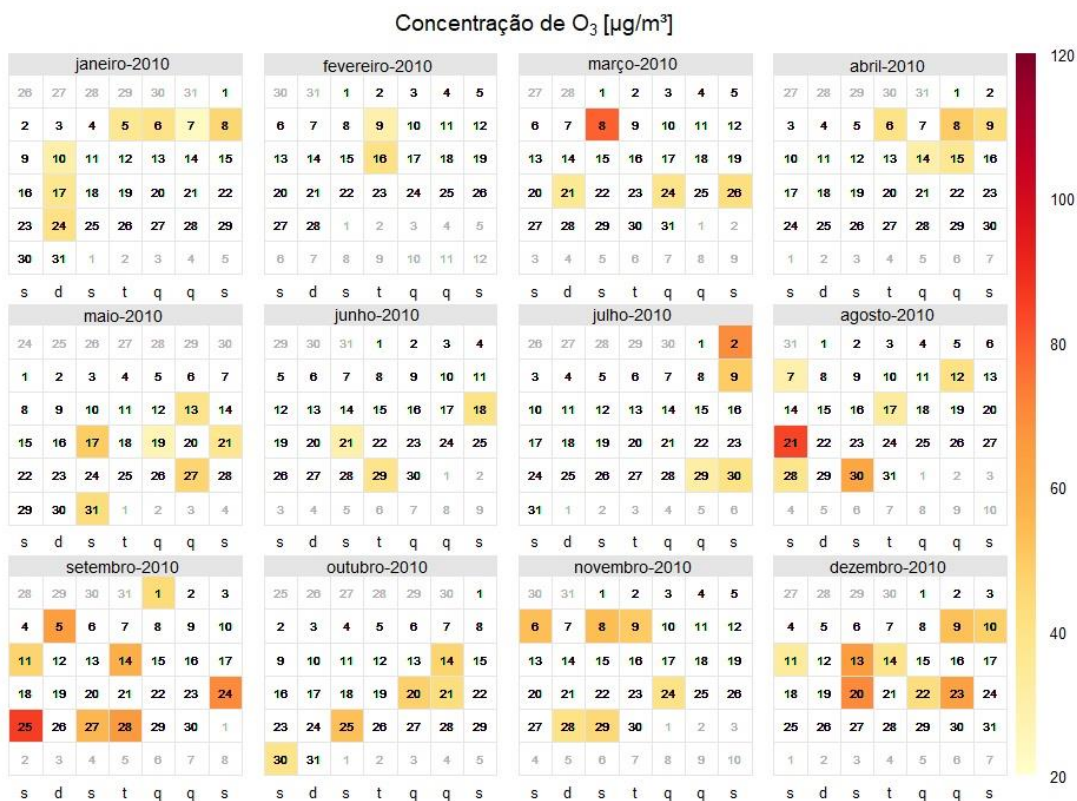 Concentração de O₃ [µg/m³]
janeiro-2010
26 27 28 29 30 31 1
2 3 4 5 6 7 8
9 10 11 12 13 14 15
16 17 18 19 20 21 22
23 24 25 26 27 28 29
30 31 1 2 3 4 5
s d s t q q s
fevereiro-2010
30 31 1 2 3 4 5
6 7 8 9 10 11 12
13 14 15 16 17 18 19
20 21 22 23 24 25 26
27 28 1 2 3 4 5
6 7 8 9 10 11 12
s d s t q q s
março-2010
27 28 1 2 3 4 5
6 7 8 9 10 11 12
13 14 15 16 17 18 19
20 21 22 23 24 25 26
27 28 29 30 31 1 2
3 4 5 6 7 8 9
s d s t q q s
abril-2010
27 28 29 30 31 1 2
3 4 5 6 7 8 9
10 11 12 13 14 15 16
17 18 19 20 21 22 23
24 25 26 27 28 29 30
1 2 3 4 5 6 7
s d s t q q s
maio-2010
24 25 26 27 28 29 30
1 2 3 4 5 6 7
8 9 10 11 12 13 14
15 16 17 18 19 20 21
22 23 24 25 26 27 28
29 30 31 1 2 3 4
s d s t q q s
junho-2010
29 30 31 1 2 3 4
5 6 7 8 9 10 11
12 13 14 15 16 17 18
19 20 21 22 23 24 25
26 27 28 29 30 1 2
3 4 5 6 7 8 9
s d s t q q s
julho-2010
26 27 28 29 30 1 2
3 4 5 6 7 8 9
10 11 12 13 14 15 16
17 18 19 20 21 22 23
24 25 26 27 28 29 30
31 1 2 3 4 5 6
s d s t q q s
agosto-2010
31 1 2 3 4 5 6
7 8 9 10 11 12 13
14 15 16 17 18 19 20
21 22 23 24 25 26 27
28 29 30 31 1 2 3
4 5 6 7 8 9 10
s d s t q q s
setembro-2010
28 29 30 31 1 2 3
4 5 6 7 8 9 10
11 12 13 14 15 16 17
18 19 20 21 22 23 24
25 26 27 28 29 30 1
2 3 4 5 6 7 8
s d s t q q s
outubro-2010
25 26 27 28 29 30 1
2 3 4 5 6 7 8
9 10 11 12 13 14 15
16 17 18 19 20 21 22
23 24 25 26 27 28 29
30 31 1 2 3 4 5
s d s t q q s
novembro-2010
30 31 1 2 3 4 5
6 7 8 9 10 11 12
13 14 15 16 17 18 19
20 21 22 23 24 25 26
27 28 29 30 1 2 3
4 5 6 7 8 9 10
s d s t q q s
dezembro-2010
27 28 29 30 1 2 3
4 5 6 7 8 9 10
11 12 13 14 15 16 17
18 19 20 21 22 23 24
25 26 27 28 29 30 31
1 2 3 4 5 6 7
s d s t q q s
120
100
80
60
40
20